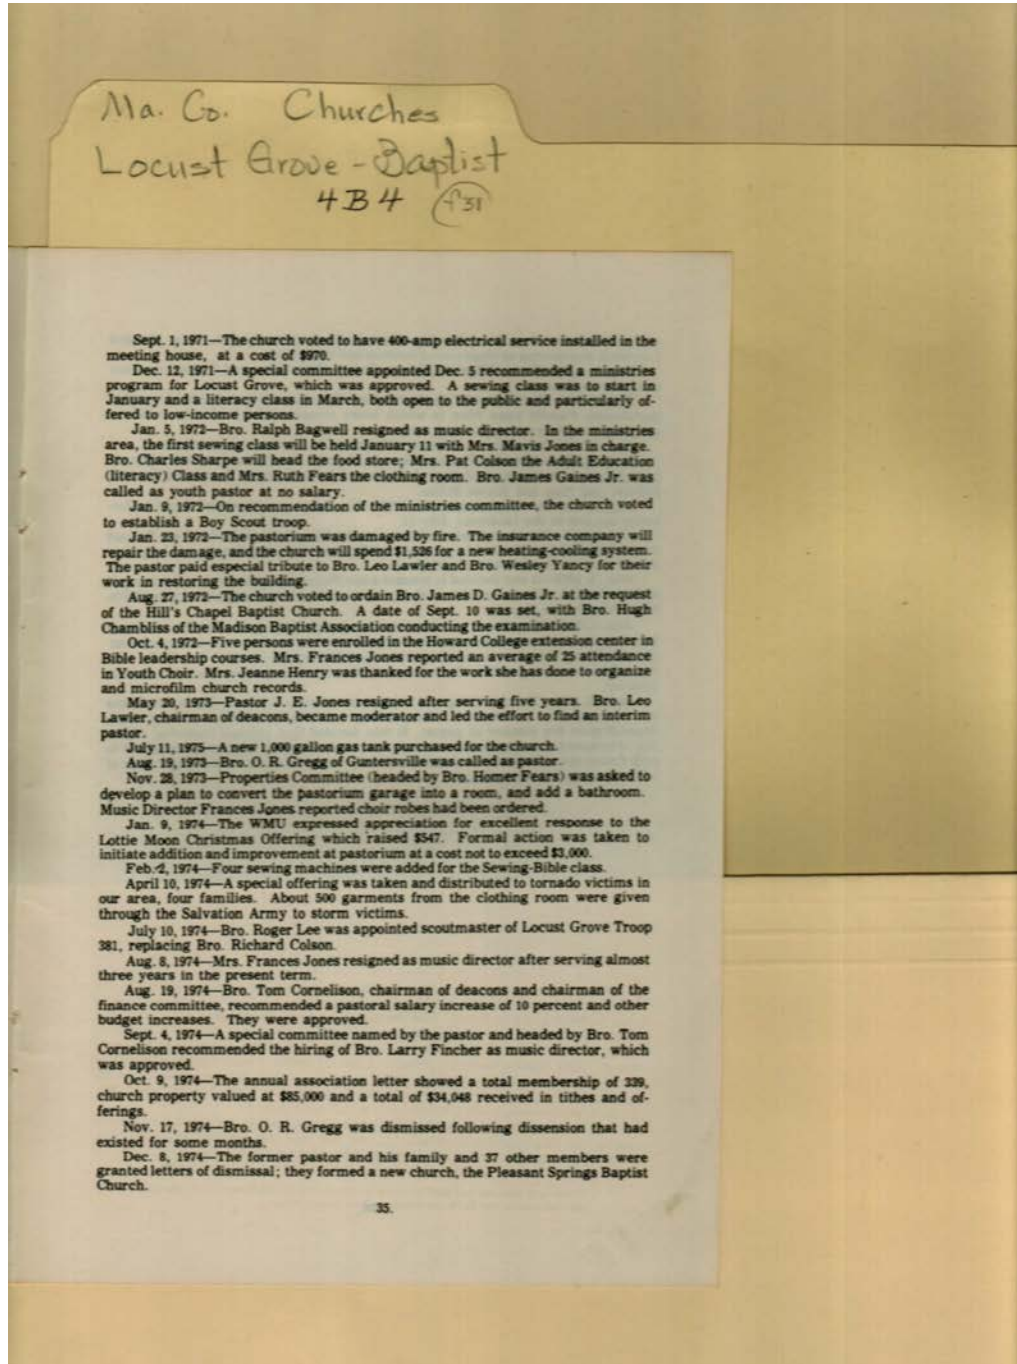 Ma. Co. Churches
Locust Grove - Baptist
4B4 f31
Sept. 1, 1971—The church voted to have 400-amp electrical service installed in the
meeting house, at a cost of $970.
Dec. 12, 1971—A special committee appointed Dec. 5 recommended a ministries
program for Locust Grove, which was approved. A sewing class was to start in
January and a literacy class in March, both open to the public and particularly of-
fered to low-income persons.
Jan. 5, 1972—Bro. Ralph Bagwell resigned as music director. In the ministries
area, the first sewing class will be held January 11 with Mrs. Mavis Jones in charge.
Bro. Charles Sharpe will head the food store; Mrs. Pat Colson the Adult Education
(literacy) Class and Mrs. Ruth Fears the clothing room. Bro. James Gaines Jr. was
called as youth pastor at no salary.
Jan. 9, 1972—On recommendation of the ministries committee, the church voted
to establish a Boy Scout troop.
Jan. 23, 1972—The pastorium was damaged by fire. The insurance company will
repair the damage, and the church will spend $1,526 for a new heating-cooling system.
The pastor paid especial tribute to Bro. Leo Lawler and Bro. Wesley Yancy for their
work in restoring the building.
Aug. 27, 1972—The church voted to ordain Bro. James D. Gaines Jr. at the request
of the Hill's Chapel Baptist Church. A date of Sept. 10 was set, with Bro. Hugh
Chambliss of the Madison Baptist Association conducting the examination.
Oct. 4, 1972—Five persons were enrolled in the Howard College extension center in
Bible leadership courses. Mrs. Frances Jones reported an average of 25 attendance
in Youth Choir. Mrs. Jeanne Henry was thanked for the work she has done to organize
and microfilm church records.
May 20, 1973—Pastor J. E. Jones resigned after serving five years. Bro. Leo
Lawler, chairman of deacons, became moderator and led the effort to find an interim
pastor.
July 11, 1975—A new 1,000 gallon gas tank purchased for the church.
Aug. 19, 1973—Bro. O. R. Gregg of Guntersville was called as pastor.
Nov. 28, 1973—Properties Committee (headed by Bro. Homer Fears) was asked to
develop a plan to convert the pastorium garage into a room, and add a bathroom.
Music Director Frances Jones reported choir robes had been ordered.
Jan. 9, 1974—The WMU expressed appreciation for excellent response to the
Lottie Moon Christmas Offering which raised $547. Formal action was taken to
initiate addition and improvement at pastorium at a cost not to exceed $3,000.
Feb. 2, 1974—Four sewing machines were added for the Sewing-Bible class.
April 10, 1974—A special offering was taken and distributed to tornado victims in
our area, four families. About 500 garments from the clothing room were given
through the Salvation Army to storm victims.
July 10, 1974—Bro. Roger Lee was appointed scoutmaster of Locust Grove Troop
381, replacing Bro. Richard Colson.
Aug. 8, 1974—Mrs. Frances Jones resigned as music director after serving almost
three years in the present term.
Aug. 19, 1974—Bro. Tom Cornelison, chairman of deacons and chairman of the
finance committee, recommended a pastoral salary increase of 10 percent and other
budget increases. They were approved.
Sept. 4, 1974—A special committee named by the pastor and headed by Bro. Tom
Cornelison recommended the hiring of Bro. Larry Fincher as music director, which
was approved.
Oct. 9, 1974—The annual association letter showed a total membership of 339,
church property valued at $85,000 and a total of $34,048 received in tithes and of-
ferings.
Nov. 17, 1974—Bro. O. R. Gregg was dismissed following dissension that had
existed for some months.
Dec. 8, 1974—The former pastor and his family and 37 other members were
granted letters of dismissal; they formed a new church, the Pleasant Springs Baptist
Church.
35.